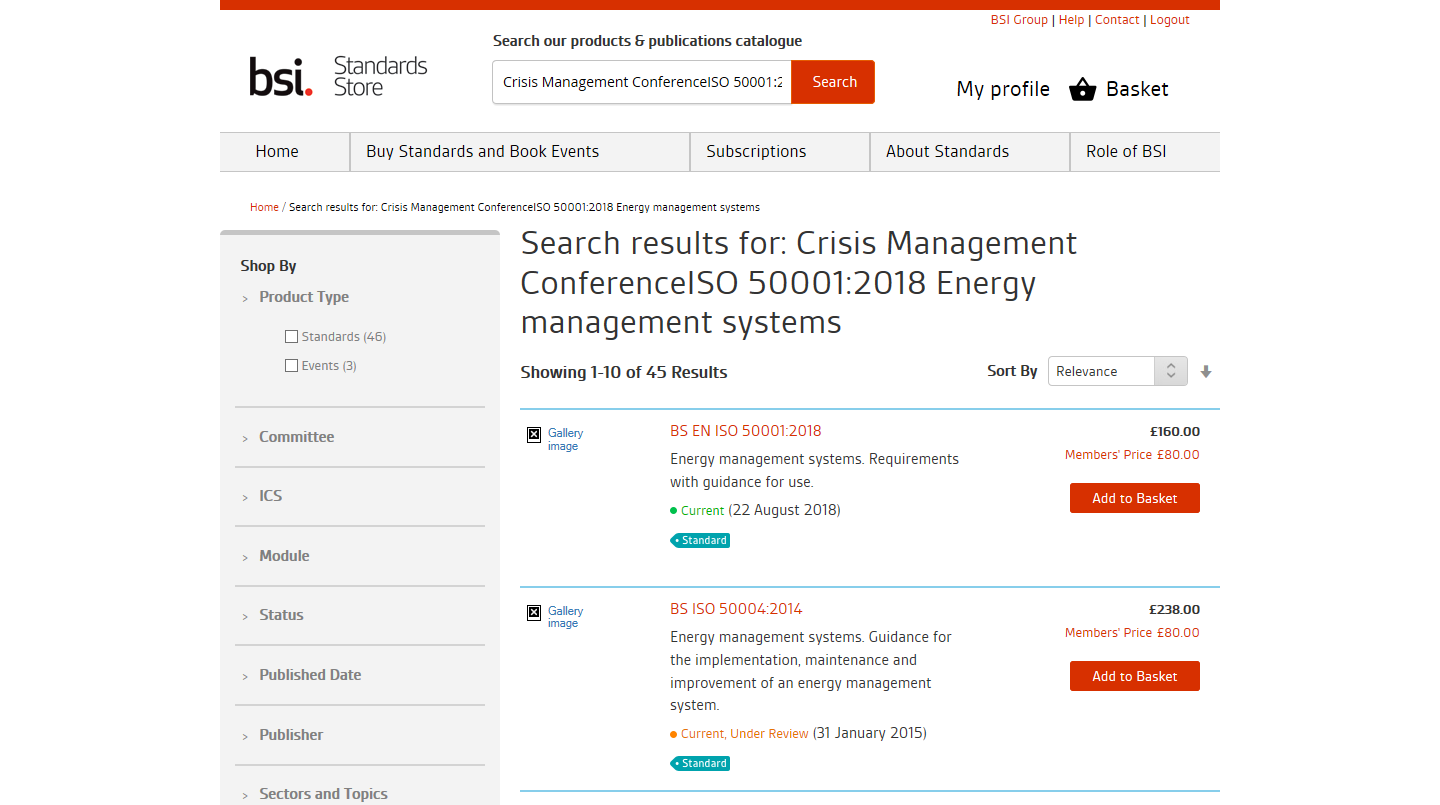 BSI Group | Help | Contact | Logout
Search our products & publications catalogue
bsi. Standards Store
Crisis Management ConferenceISO 50001:2
Search
My profile
Basket
Home
Buy Standards and Book Events
Subscriptions
About Standards
Role of BSI
Home / Search results for: Crisis Management ConferenceISO 50001:2018 Energy management systems
Shop By
> Product Type
Standards (46)
Events (3)
> Committee
> ICS
> Module
> Status
> Published Date
> Publisher
> Sectors and Topics
Search results for: Crisis Management
ConferenceISO 50001:2018 Energy
management systems
Showing 1-10 of 45 Results
Sort By
Relevance
Gallery
image
BS EN ISO 50001:2018
Energy management systems. Requirements
with guidance for use.
Current (22 August 2018)
Standard
£160.00
Members' Price £80.00
Add to Basket
Gallery
image
BS ISO 50004:2014
Energy management systems. Guidance for
the implementation, maintenance and
improvement of an energy management
system.
Current, Under Review (31 January 2015)
Standard
£238.00
Members' Price £80.00
Add to Basket